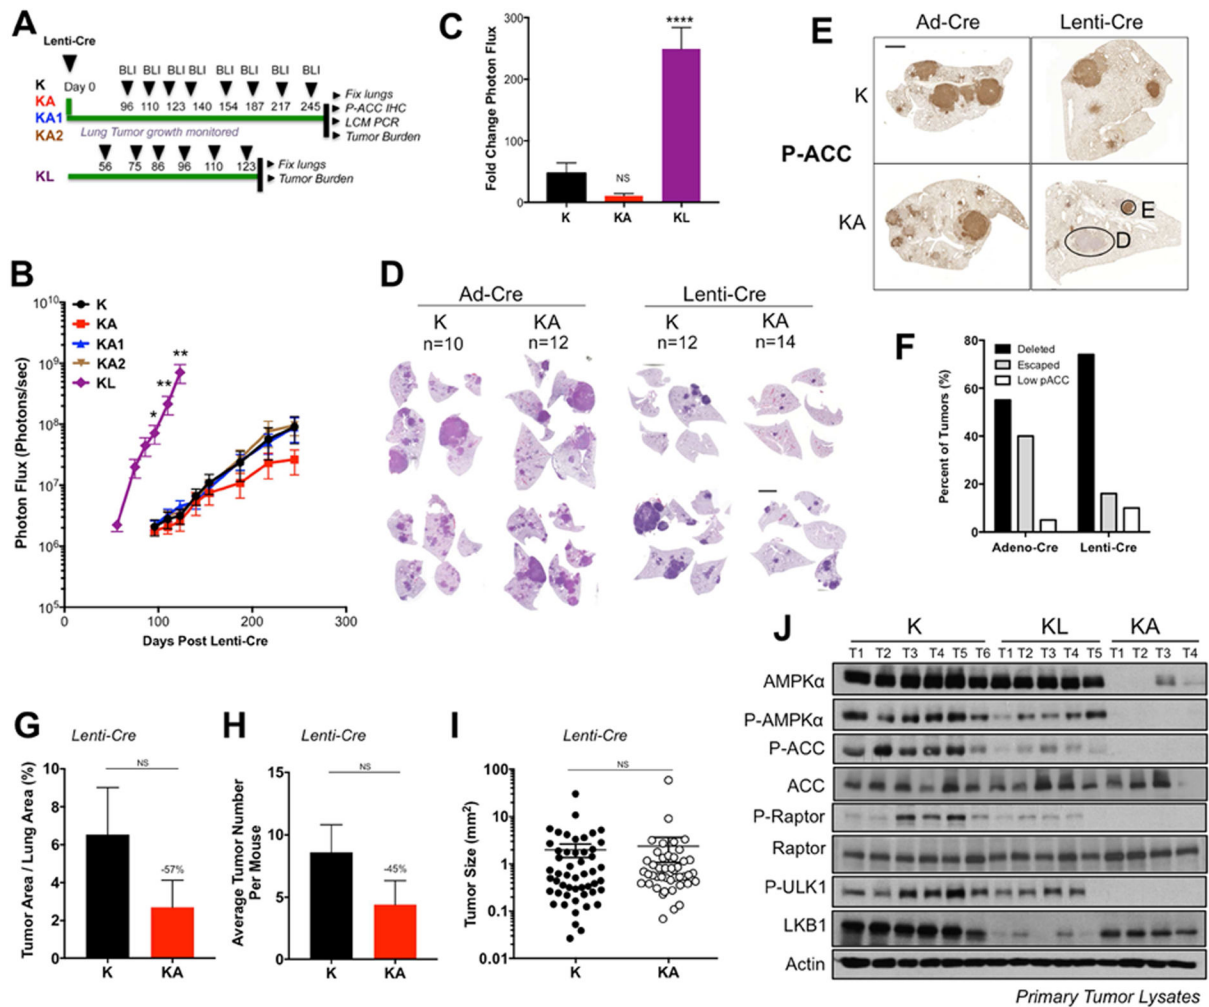 A
Lenti-Cre
K
KA
KA1
KA2
KL
Day 0
BLI BLI BLI BLI BLI BLI BLI BLI
96 110 123 140 154 187 217 245
Lung Tumor growth monitored
Fix lungs
P-ACC IHC
LCM PCR
Tumor Burden
56 75 86 96 110 123
Fix lungs
Tumor Burden
B
Photon Flux (Photons/sec)
10^10
10^9
10^8
10^7
10^6
10^5
K
KA
KA1
KA2
KL
* ** **
0 100 200 300
Days Post Lenti-Cre
C
Fold Change Photon Flux
300
200
100
0
NS
****
K KA KL
D
Ad-Cre Lenti-Cre
K KA K KA
n=10 n=12 n=12 n=14
E
Ad-Cre Lenti-Cre
K
P-ACC
KA
E
D
F
Percent of Tumors (%)
80
60
40
20
0
Deleted
Escaped
Low pACC
Adeno-Cre Lenti-Cre
G
Lenti-Cre
Tumor Area / Lung Area (%)
10
8
6
4
2
0
NS
-57%
K KA
H
Lenti-Cre
Average Tumor Number
Per Mouse
15
10
5
0
NS
-45%
K KA
I
Lenti-Cre
Tumor Size (mm²)
100
10
1
0.1
0.01
NS
K KA
J
K KL KA
T1 T2 T3 T4 T5 T6 T1 T2 T3 T4 T5 T1 T2 T3 T4
AMPKα
P-AMPKα
P-ACC
ACC
P-Raptor
Raptor
P-ULK1
LKB1
Actin
Primary Tumor Lysates